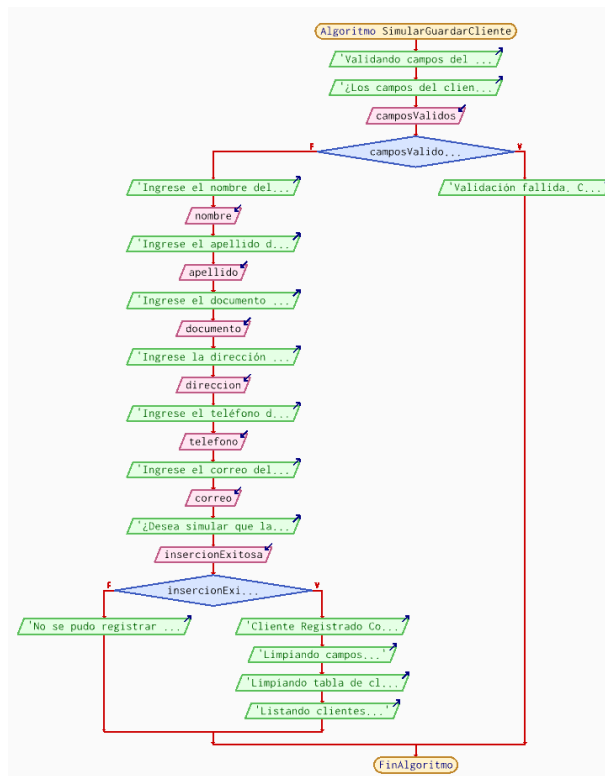 Algoritmo SimularGuardarCliente
'Validando campos del ...
'¿Los campos del clien...
camposValidos
camposValido...
F
V
'Ingrese el nombre del...
'Validación fallida. C...
nombre
'Ingrese el apellido d...
apellido
'Ingrese el documento ...
documento
'Ingrese la dirección ...
direccion
'Ingrese el teléfono d...
telefono
'Ingrese el correo del...
correo
'¿Desea simular que la...
insercionExitosa
insercionExi...
F
V
'No se pudo registrar ...
'Cliente Registrado Co...
'Limpiando campos...'
'Limpiando tabla de cl...
'Listando clientes...'
FinAlgoritmo